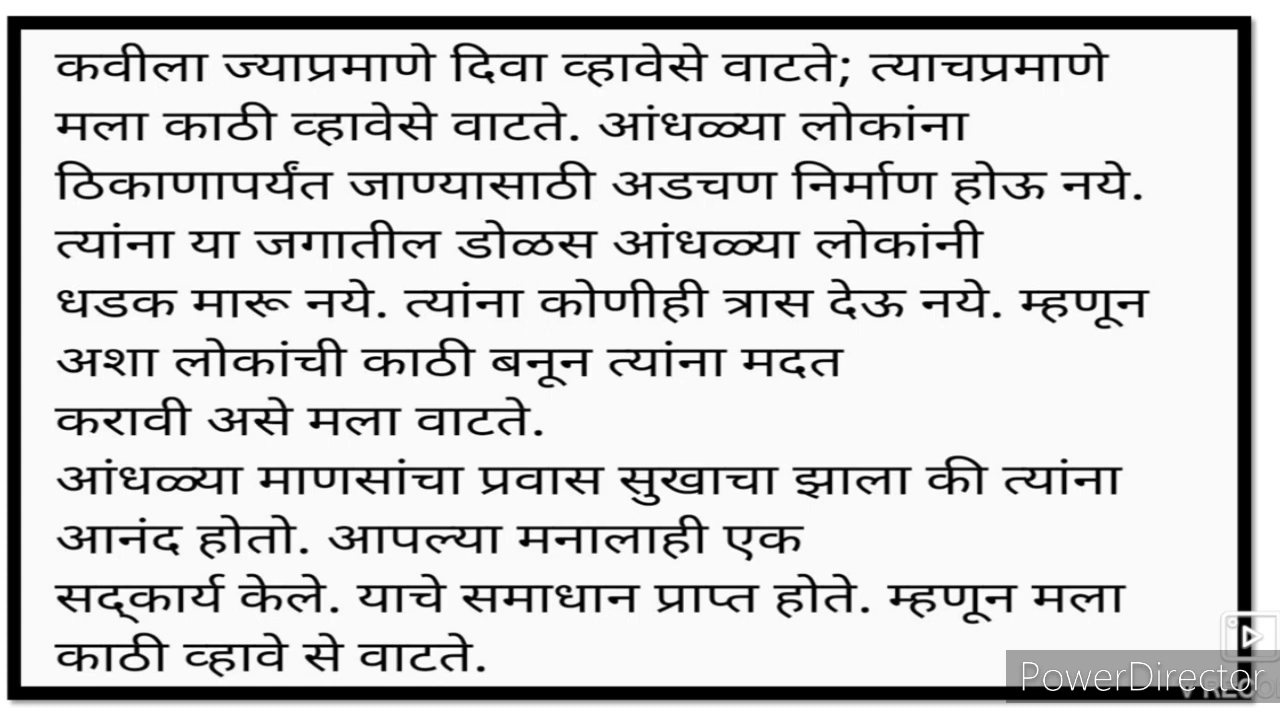 कवीला ज्याप्रमाणे दिवा व्हावेसे वाटते; त्याचप्रमाणे
मला काठी व्हावेसे वाटते. आंधळ्या लोकांना
ठिकाणापर्यंत जाण्यासाठी अडचण निर्माण होऊ नये.
त्यांना या जगातील डोळस आंधळ्या लोकांनी
धडक मारू नये. त्यांना कोणीही त्रास देऊ नये. म्हणून
अशा लोकांची काठी बनून त्यांना मदत
करावी असे मला वाटते.
आंधळ्या माणसांचा प्रवास सुखाचा झाला की त्यांना
आनंद होतो. आपल्या मनालाही एक
सद्कार्य केले. याचे समाधान प्राप्त होते. म्हणून मला
काठी व्हावे से वाटते.
PowerDirector